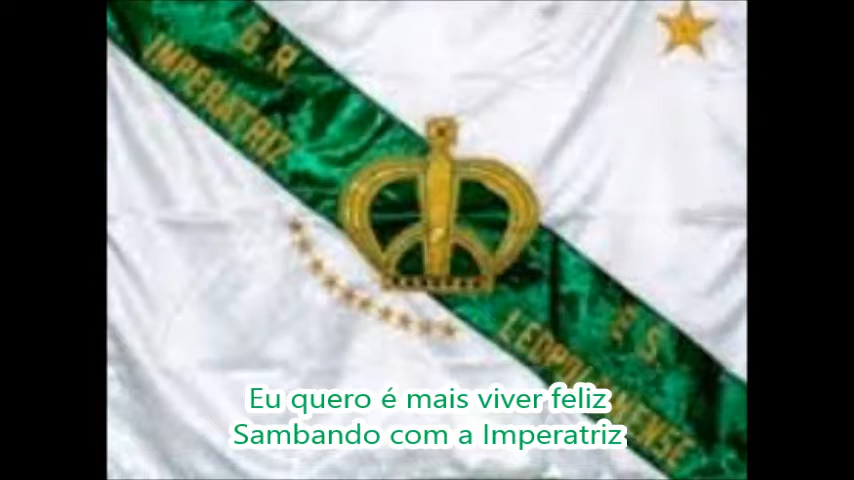 G.R.
IMPERATRIZ
E.S.
LEOPOLDINENSE
Eu quero é mais viver feliz
Sambando com a Imperatriz